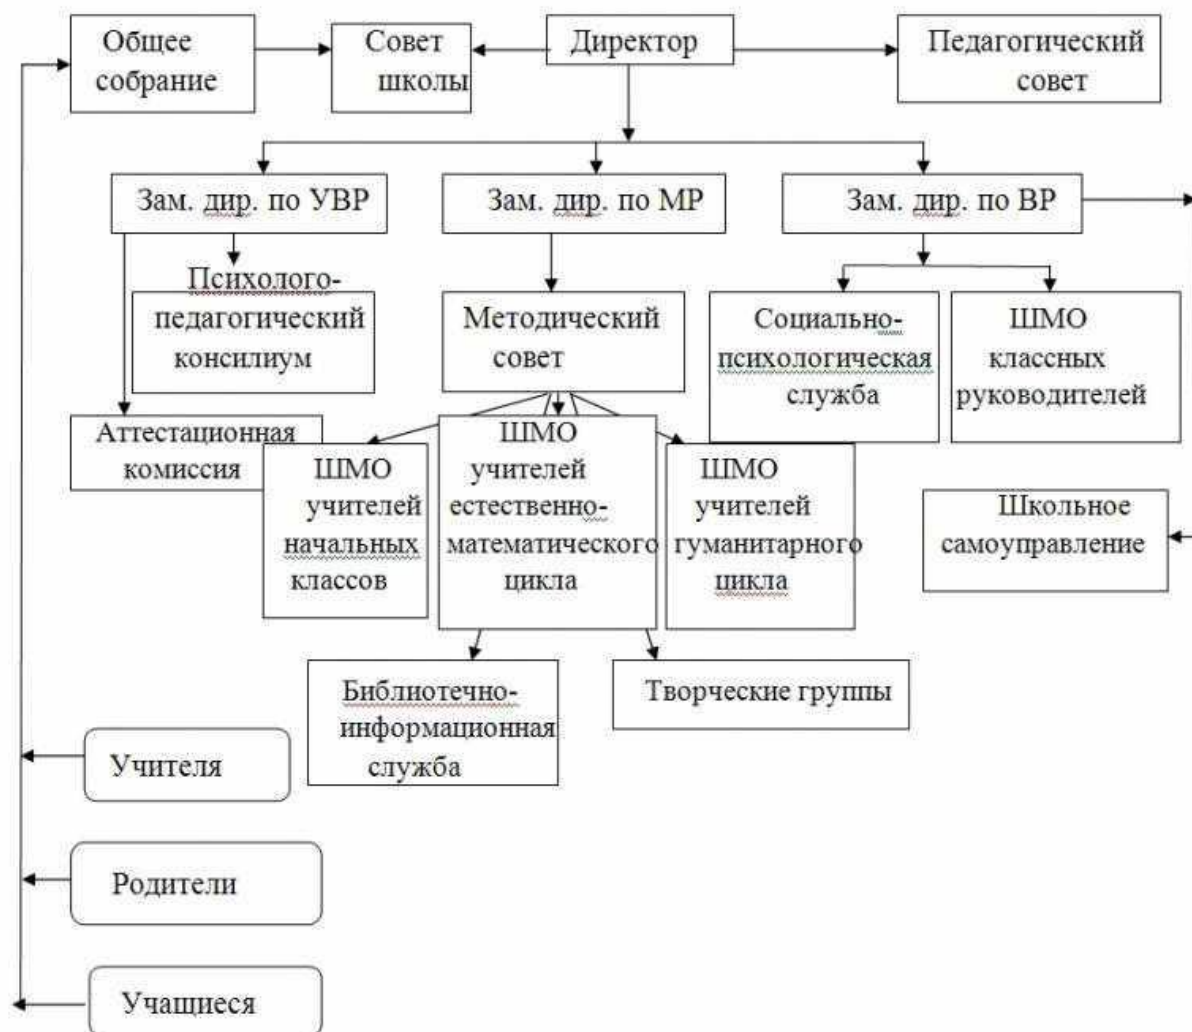 Общее
собрание
Совет
школы
Директор
Педагогический
совет
Зам. дир. по УВР
Зам. дир. по МР
Зам. дир. по ВР
Психолого-
педагогический
консилиум
Методический
совет
Социально-
психологическая
служба
ШМО
классных
руководителей
Аттестационная
комиссия
ШМО
учителей
начальных
классов
ШМО
учителей
естественно-
математического
цикла
ШМО
учителей
гуманитарного
цикла
Школьное
самоуправление
Библиотечно-
информационная
служба
Творческие группы
Учителя
Родители
Учащиеся